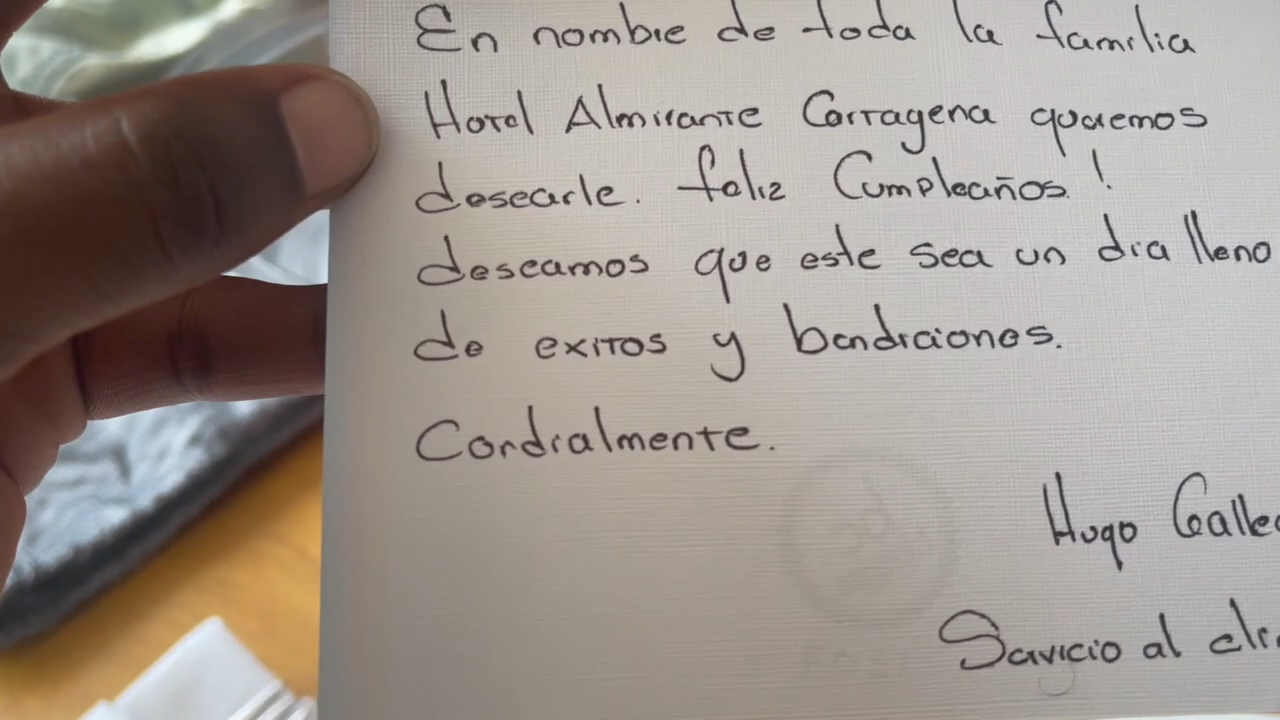 En nombre de toda la familia
Hotel Almirante Cartagena queremos
desearle. feliz Cumpleaños!
deseamos que este sea un dia lleno
de exitos y bendiciones.
Cordialmente.
Hugo
Servicio al